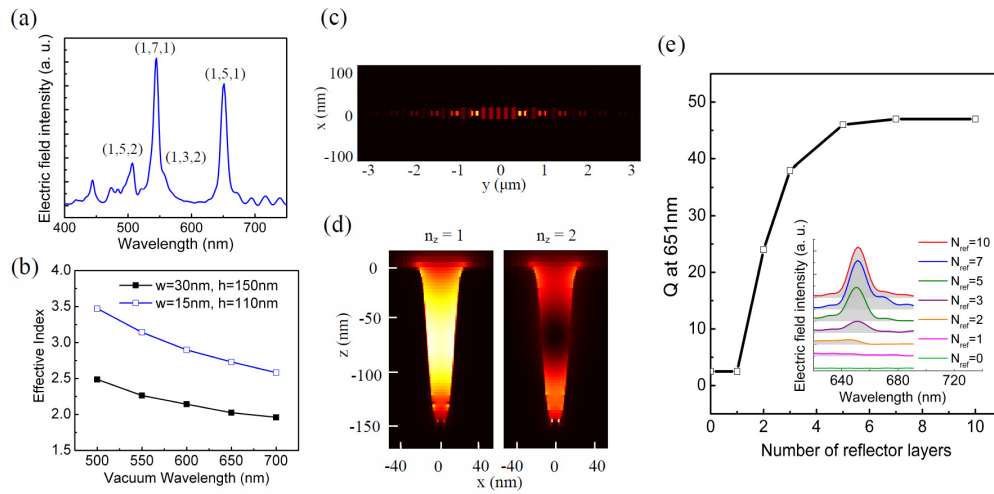 (a)
(1,7,1)
(1,5,1)
(1,5,2)
(1,3,2)
Electric field intensity (a. u.)
400 500 600 700
Wavelength (nm)
(b)
4.0
3.5
3.0
2.5
2.0
1.5
w=30nm, h=150nm
w=15nm, h=110nm
Effective Index
500 550 600 650 700
Vacuum Wavelength (nm)
(c)
100
0
-100
x (nm)
-3 -2 -1 0 1 2 3
y (μm)
(d)
n_z = 1 n_z = 2
0
-50
-100
-150
z (nm)
-40 0 40 -40 0 40
x (nm)
(e)
50
40
30
20
10
0
Q at 651nm
0 2 4 6 8 10
Number of reflector layers
Electric field intensity (a. u.)
640 680 720
Wavelength (nm)
N_ref=10
N_ref=7
N_ref=5
N_ref=3
N_ref=2
N_ref=1
N_ref=0